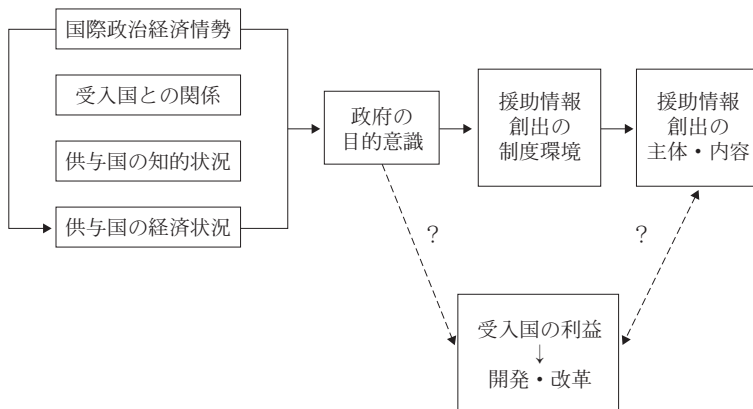 国際政治経済情勢
受入国との関係
供与国の知的状況
供与国の経済状況
政府の
目的意識
援助情報
創出の
制度環境
援助情報
創出の
主体・内容
？
？
受入国の利益
↓
開発・改革